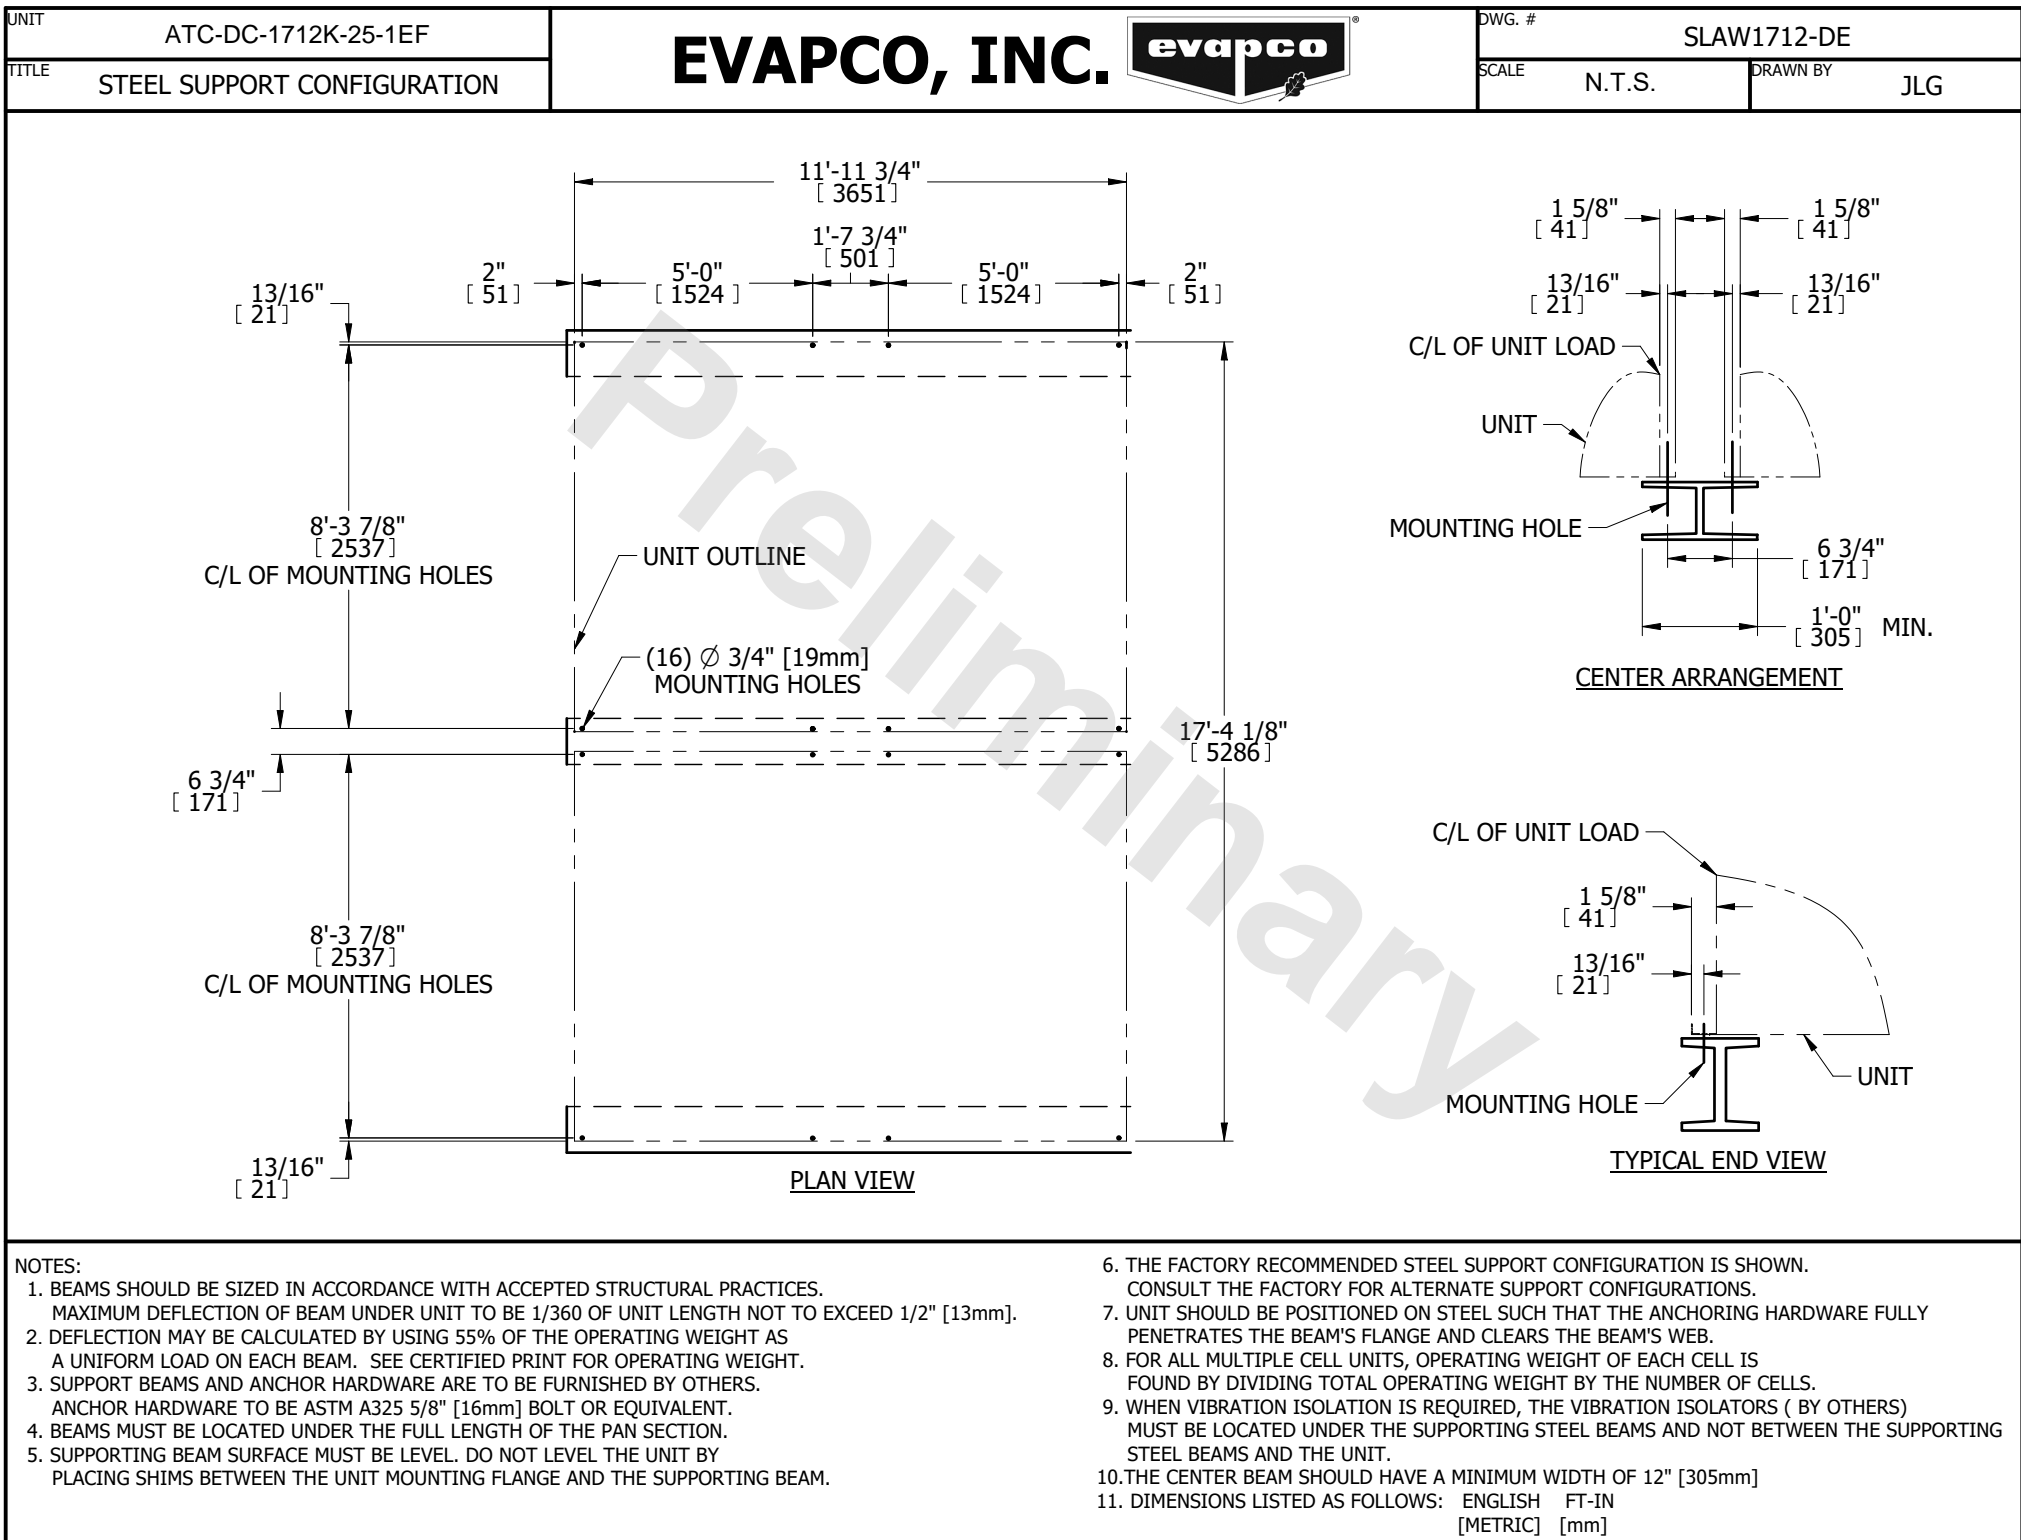 UNIT
ATC-DC-1712K-25-1EF
TITLE
STEEL SUPPORT CONFIGURATION
EVAPCO, INC.
evapco
®
DWG. #
SLAW1712-DE
SCALE
N.T.S.
DRAWN BY
JLG
11'-11 3/4"
[ 3651]
1'-7 3/4"
[ 501 ]
2"
[ 51]
5'-0"
[ 1524 ]
5'-0"
[ 1524]
2"
[ 51]
13/16"
[ 21]
8'-3 7/8"
[ 2537]
C/L OF MOUNTING HOLES
UNIT OUTLINE
(16) Ø 3/4" [19mm]
MOUNTING HOLES
6 3/4"
[ 171]
17'-4 1/8"
[ 5286]
8'-3 7/8"
[ 2537]
C/L OF MOUNTING HOLES
13/16"
[ 21]
PLAN VIEW
Preliminary
1 5/8"
[ 41]
1 5/8"
[ 41]
13/16"
[ 21]
13/16"
[ 21]
C/L OF UNIT LOAD
UNIT
MOUNTING HOLE
6 3/4"
[ 171]
1'-0"
[ 305] MIN.
CENTER ARRANGEMENT
C/L OF UNIT LOAD
1 5/8"
[ 41]
13/16"
[ 21]
UNIT
MOUNTING HOLE
TYPICAL END VIEW
NOTES:
1. BEAMS SHOULD BE SIZED IN ACCORDANCE WITH ACCEPTED STRUCTURAL PRACTICES.
MAXIMUM DEFLECTION OF BEAM UNDER UNIT TO BE 1/360 OF UNIT LENGTH NOT TO EXCEED 1/2" [13mm].
2. DEFLECTION MAY BE CALCULATED BY USING 55% OF THE OPERATING WEIGHT AS
A UNIFORM LOAD ON EACH BEAM. SEE CERTIFIED PRINT FOR OPERATING WEIGHT.
3. SUPPORT BEAMS AND ANCHOR HARDWARE ARE TO BE FURNISHED BY OTHERS.
ANCHOR HARDWARE TO BE ASTM A325 5/8" [16mm] BOLT OR EQUIVALENT.
4. BEAMS MUST BE LOCATED UNDER THE FULL LENGTH OF THE PAN SECTION.
5. SUPPORTING BEAM SURFACE MUST BE LEVEL. DO NOT LEVEL THE UNIT BY
PLACING SHIMS BETWEEN THE UNIT MOUNTING FLANGE AND THE SUPPORTING BEAM.
6. THE FACTORY RECOMMENDED STEEL SUPPORT CONFIGURATION IS SHOWN.
CONSULT THE FACTORY FOR ALTERNATE SUPPORT CONFIGURATIONS.
7. UNIT SHOULD BE POSITIONED ON STEEL SUCH THAT THE ANCHORING HARDWARE FULLY
PENETRATES THE BEAM'S FLANGE AND CLEARS THE BEAM'S WEB.
8. FOR ALL MULTIPLE CELL UNITS, OPERATING WEIGHT OF EACH CELL IS
FOUND BY DIVIDING TOTAL OPERATING WEIGHT BY THE NUMBER OF CELLS.
9. WHEN VIBRATION ISOLATION IS REQUIRED, THE VIBRATION ISOLATORS ( BY OTHERS)
MUST BE LOCATED UNDER THE SUPPORTING STEEL BEAMS AND NOT BETWEEN THE SUPPORTING
STEEL BEAMS AND THE UNIT.
10.THE CENTER BEAM SHOULD HAVE A MINIMUM WIDTH OF 12" [305mm]
11. DIMENSIONS LISTED AS FOLLOWS: ENGLISH FT-IN
[METRIC] [mm]